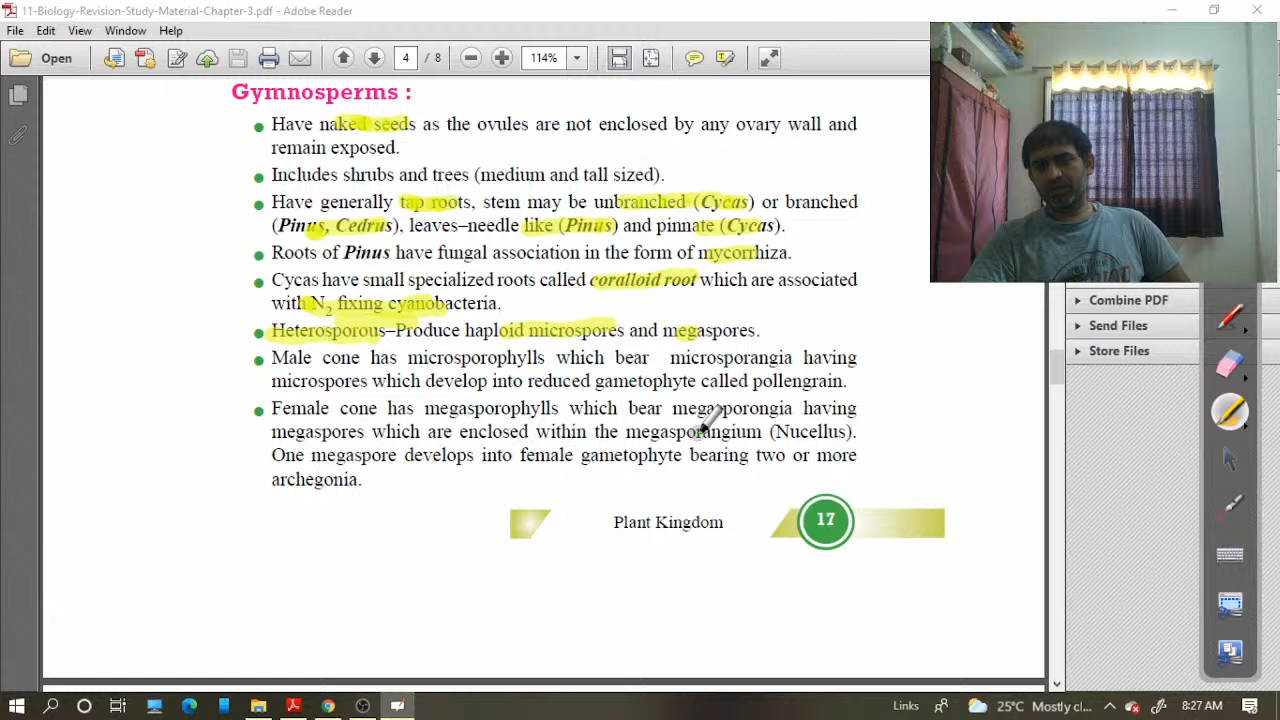 11-Biology-Revision-Study-Material-Chapter-3.pdf - Adobe Reader
File Edit View Window Help
Open 4 / 8 114%
Gymnosperms :
Have naked seeds as the ovules are not enclosed by any ovary wall and
remain exposed.
Includes shrubs and trees (medium and tall sized).
Have generally tap roots, stem may be unbranched (Cycas) or branched
(Pinus, Cedrus), leaves–needle like (Pinus) and pinnate (Cycas).
Roots of Pinus have fungal association in the form of mycorrhiza.
Cycas have small specialized roots called coralloid root which are associated
with N2 fixing cyanobacteria.
Heterosporous–Produce haploid microspores and megaspores.
Male cone has microsporophylls which bear microsporangia having
microspores which develop into reduced gametophyte called pollengrain.
Female cone has megasporophylls which bear megasporongia having
megaspores which are enclosed within the megasporangium (Nucellus).
One megaspore develops into female gametophyte bearing two or more
archegonia.
Plant Kingdom 17
Combine PDF
Send Files
Store Files
Links 25°C Mostly cl... 8:27 AM